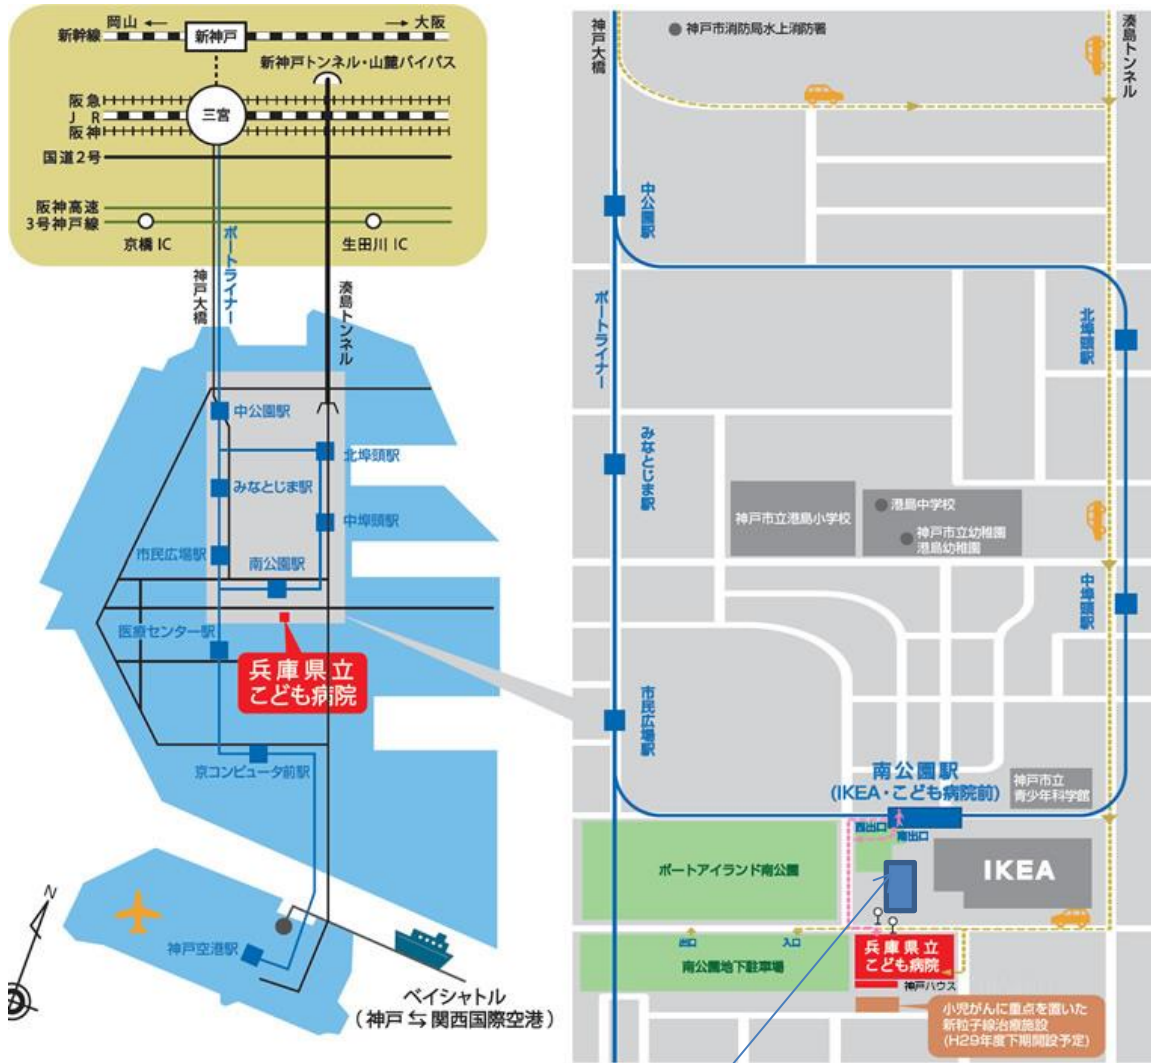 岡山 ←
→ 大阪
新幹線
新神戸
新神戸トンネル・山麓バイパス
阪急
J R
阪神
三宮
国道2号
阪神高速
3号神戸線
京橋 IC
生田川 IC
ポートライナー
神戸大橋
湊島トンネル
中公園駅
北埠頭駅
みなとじま駅
中埠頭駅
市民広場駅
南公園駅
医療センター駅
兵庫県立
こども病院
京コンピュータ前駅
N
神戸空港駅
ベイシャトル
(神戸 ⇆ 関西国際空港)
神戸大橋
神戸市消防局水上消防署
湊島トンネル
中公園駅
ポートライナー
北埠頭駅
みなとじま駅
神戸市立港島小学校
港島中学校
神戸市立幼稚園
港島幼稚園
中埠頭駅
市民広場駅
南公園駅
(IKEA・こども病院前)
神戸市立
青少年科学館
西出口
南出口
ポートアイランド南公園
IKEA
出口
入口
南公園地下駐車場
兵庫県立
こども病院
神戸ハウス
小児がんに重点を置いた
新粒子線治療施設
(H29年度下期開設予定)